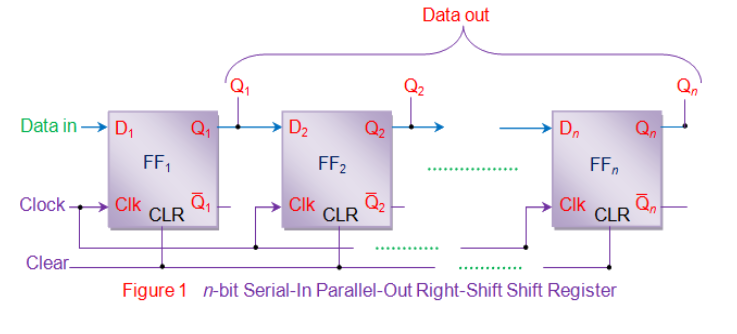 Data out
Q1 Q2 Qn
Data in D1 Q1 D2 Q2 Dn Qn
FF1 FF2 FFn
Clock Clk CLR Q̅1 Clk CLR Q̅2 Clk CLR Q̅n
Clear
Figure 1 n-bit Serial-In Parallel-Out Right-Shift Shift Register